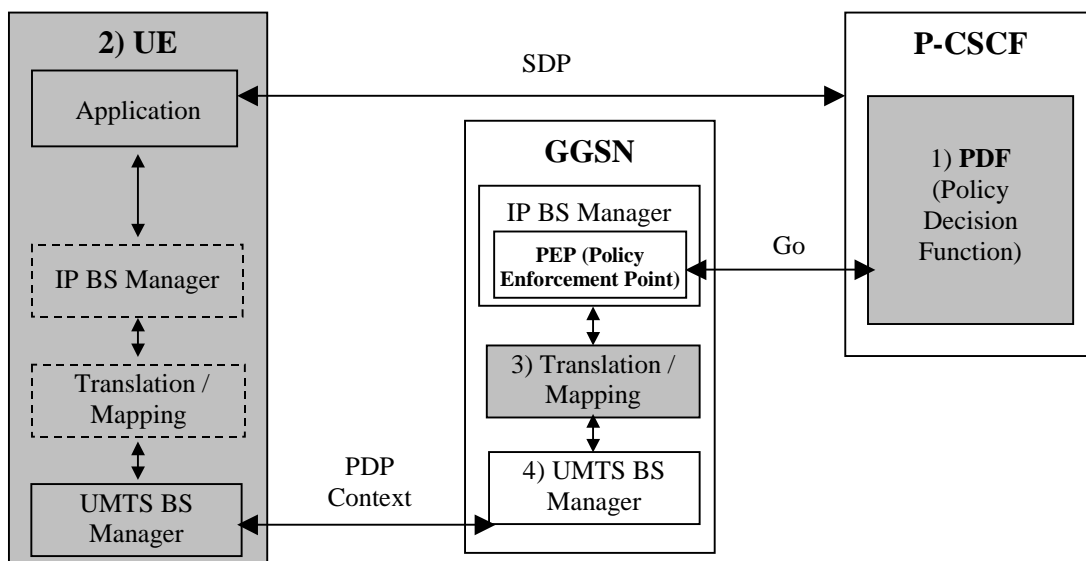 2) UE
Application
IP BS Manager
Translation /
Mapping
UMTS BS
Manager
SDP
PDP
Context
GGSN
IP BS Manager
PEP (Policy
Enforcement Point)
3) Translation /
Mapping
4) UMTS BS
Manager
Go
P-CSCF
1) PDF
(Policy
Decision
Function)